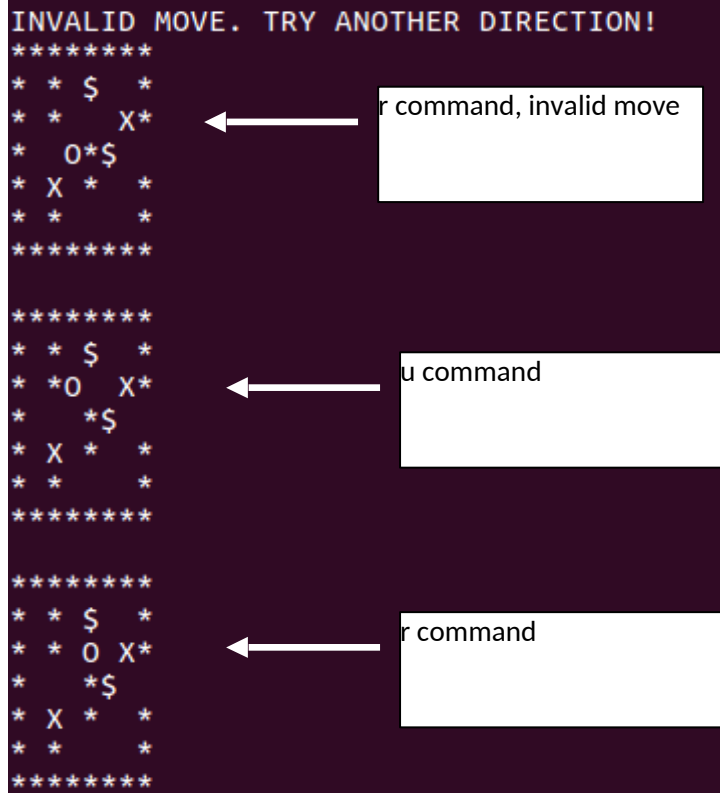 INVALID MOVE. TRY ANOTHER DIRECTION!
********
* * $  *
* *   X*
r command, invalid move
*  O*$
* X *  *
* *    *
********
********
* * $  *
* *O  X*
u command
*   *$
* X *  *
* *    *
********
********
* * $  *
* * O X*
r command
*   *$
* X *  *
* *    *
********